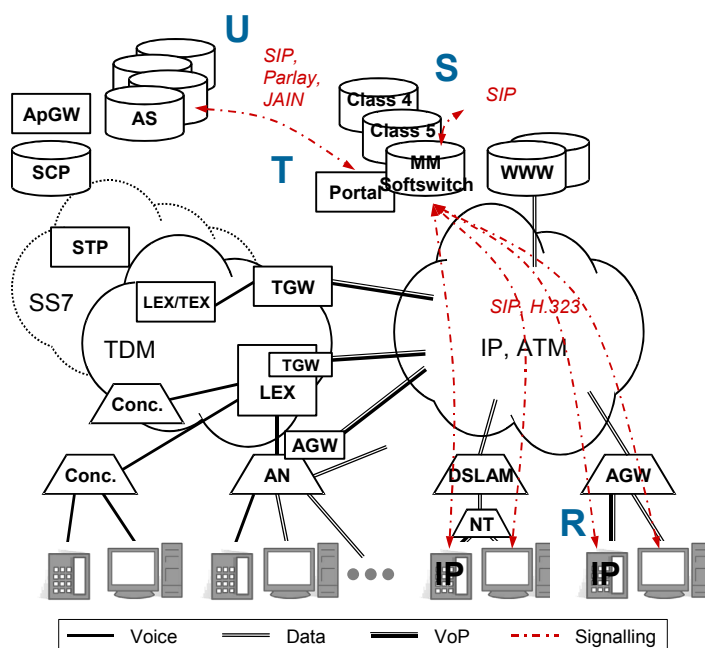 U
SIP,
Parlay,
JAIN
S
SIP
ApGW
AS
Class 4
Class 5
MM
Softswitch
WWW
SCP
T
Portal
STP
SS7
LEX/TEX
TGW
SIP, H.323
TDM
IP, ATM
TGW
LEX
Conc.
AGW
Conc.
AN
DSLAM
AGW
NT
R
IP
IP
Voice
Data
VoP
Signalling